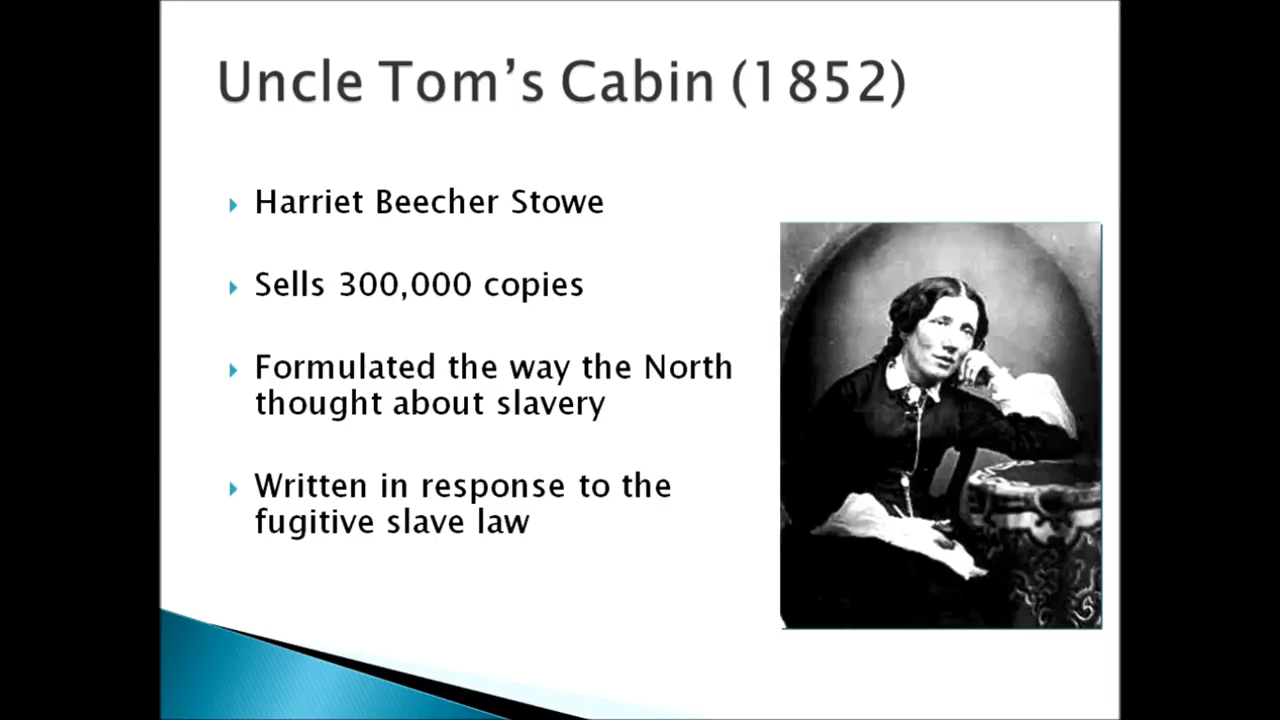 Uncle Tom’s Cabin (1852)
Harriet Beecher Stowe
Sells 300,000 copies
Formulated the way the North
thought about slavery
Written in response to the
fugitive slave law